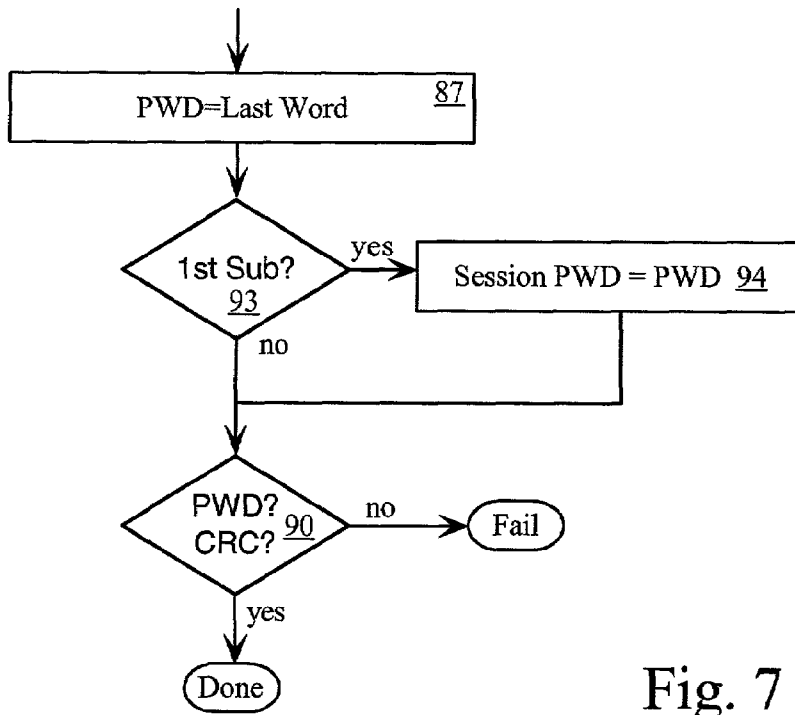 PWD=Last Word 87
1st Sub?
93
yes
Session PWD = PWD 94
no
PWD?
CRC? 90
no
Fail
yes
Done
Fig. 7